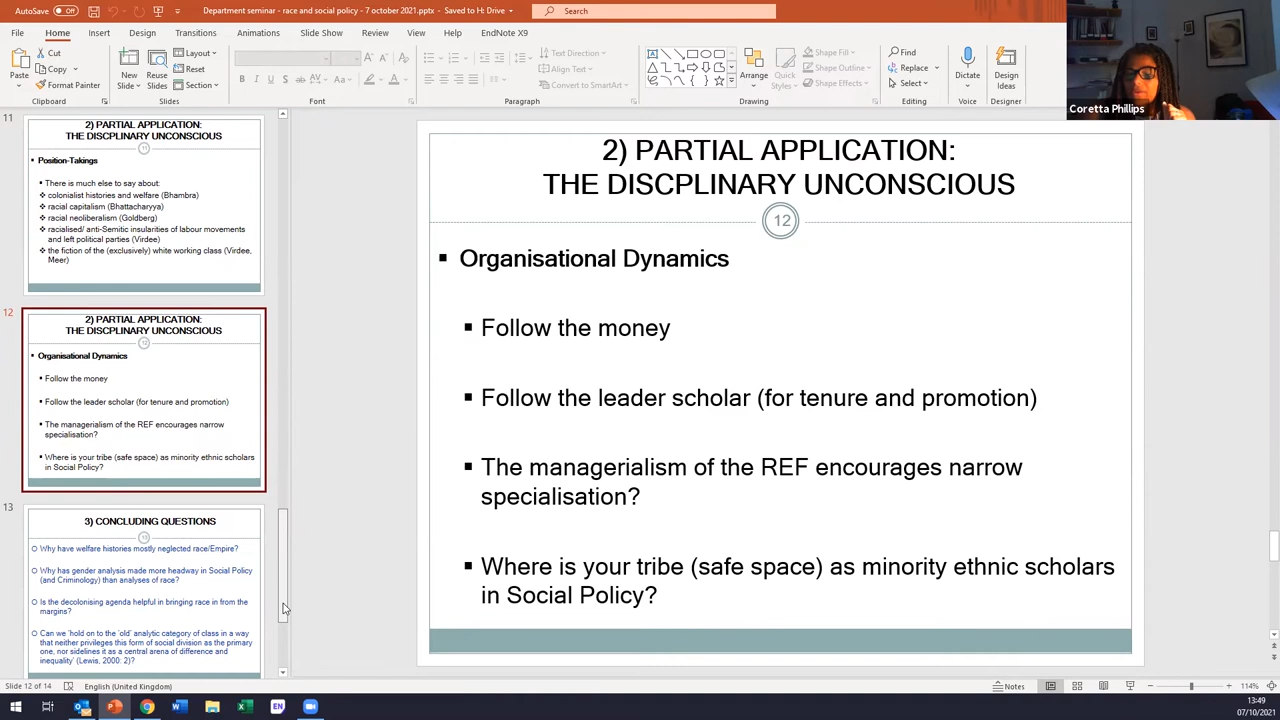 AutoSave Off
Department seminar - race and social policy - 7 october 2021.pptx - Saved to H: Drive
Search
File Home Insert Design Transitions Animations Slide Show Review View Help EndNote X9
Paste
Cut
Copy
Format Painter
Clipboard
New Slide
Reuse Slides
Layout
Reset
Section
Slides
B I U S ab AV Aa A
Font
Text Direction
Align Text
Convert to SmartArt
Paragraph
Arrange
Quick Styles
Shape Fill
Shape Outline
Shape Effects
Drawing
Find
Replace
Select
Editing
Dictate
Voice
Design Ideas
Designer
Coretta Phillips
11
2) PARTIAL APPLICATION:
THE DISCPLINARY UNCONSCIOUS
11
Position-Takings
There is much else to say about:
colonialist histories and welfare (Bhambra)
racial capitalism (Bhattacharyya)
racial neoliberalism (Goldberg)
racialised/ anti-Semitic insularities of labour movements
and left political parties (Virdee)
the fiction of the (exclusively) white working class (Virdee,
Meer)
12
2) PARTIAL APPLICATION:
THE DISCPLINARY UNCONSCIOUS
12
Organisational Dynamics
Follow the money
Follow the leader scholar (for tenure and promotion)
The managerialism of the REF encourages narrow
specialisation?
Where is your tribe (safe space) as minority ethnic scholars
in Social Policy?
13
3) CONCLUDING QUESTIONS
13
Why have welfare histories mostly neglected race/Empire?
Why has gender analysis made more headway in Social Policy
(and Criminology) than analyses of race?
Is the decolonising agenda helpful in bringing race in from the
margins?
Can we 'hold on to the 'old' analytic category of class in a way
that neither privileges this form of social division as the primary
one, nor sidelines it as a central arena of difference and
inequality' (Lewis, 2000: 2)?
2) PARTIAL APPLICATION:
THE DISCPLINARY UNCONSCIOUS
12
Organisational Dynamics
Follow the money
Follow the leader scholar (for tenure and promotion)
The managerialism of the REF encourages narrow
specialisation?
Where is your tribe (safe space) as minority ethnic scholars
in Social Policy?
Slide 12 of 14
English (United Kingdom)
Notes
114%
EN
13:49
07/10/2021